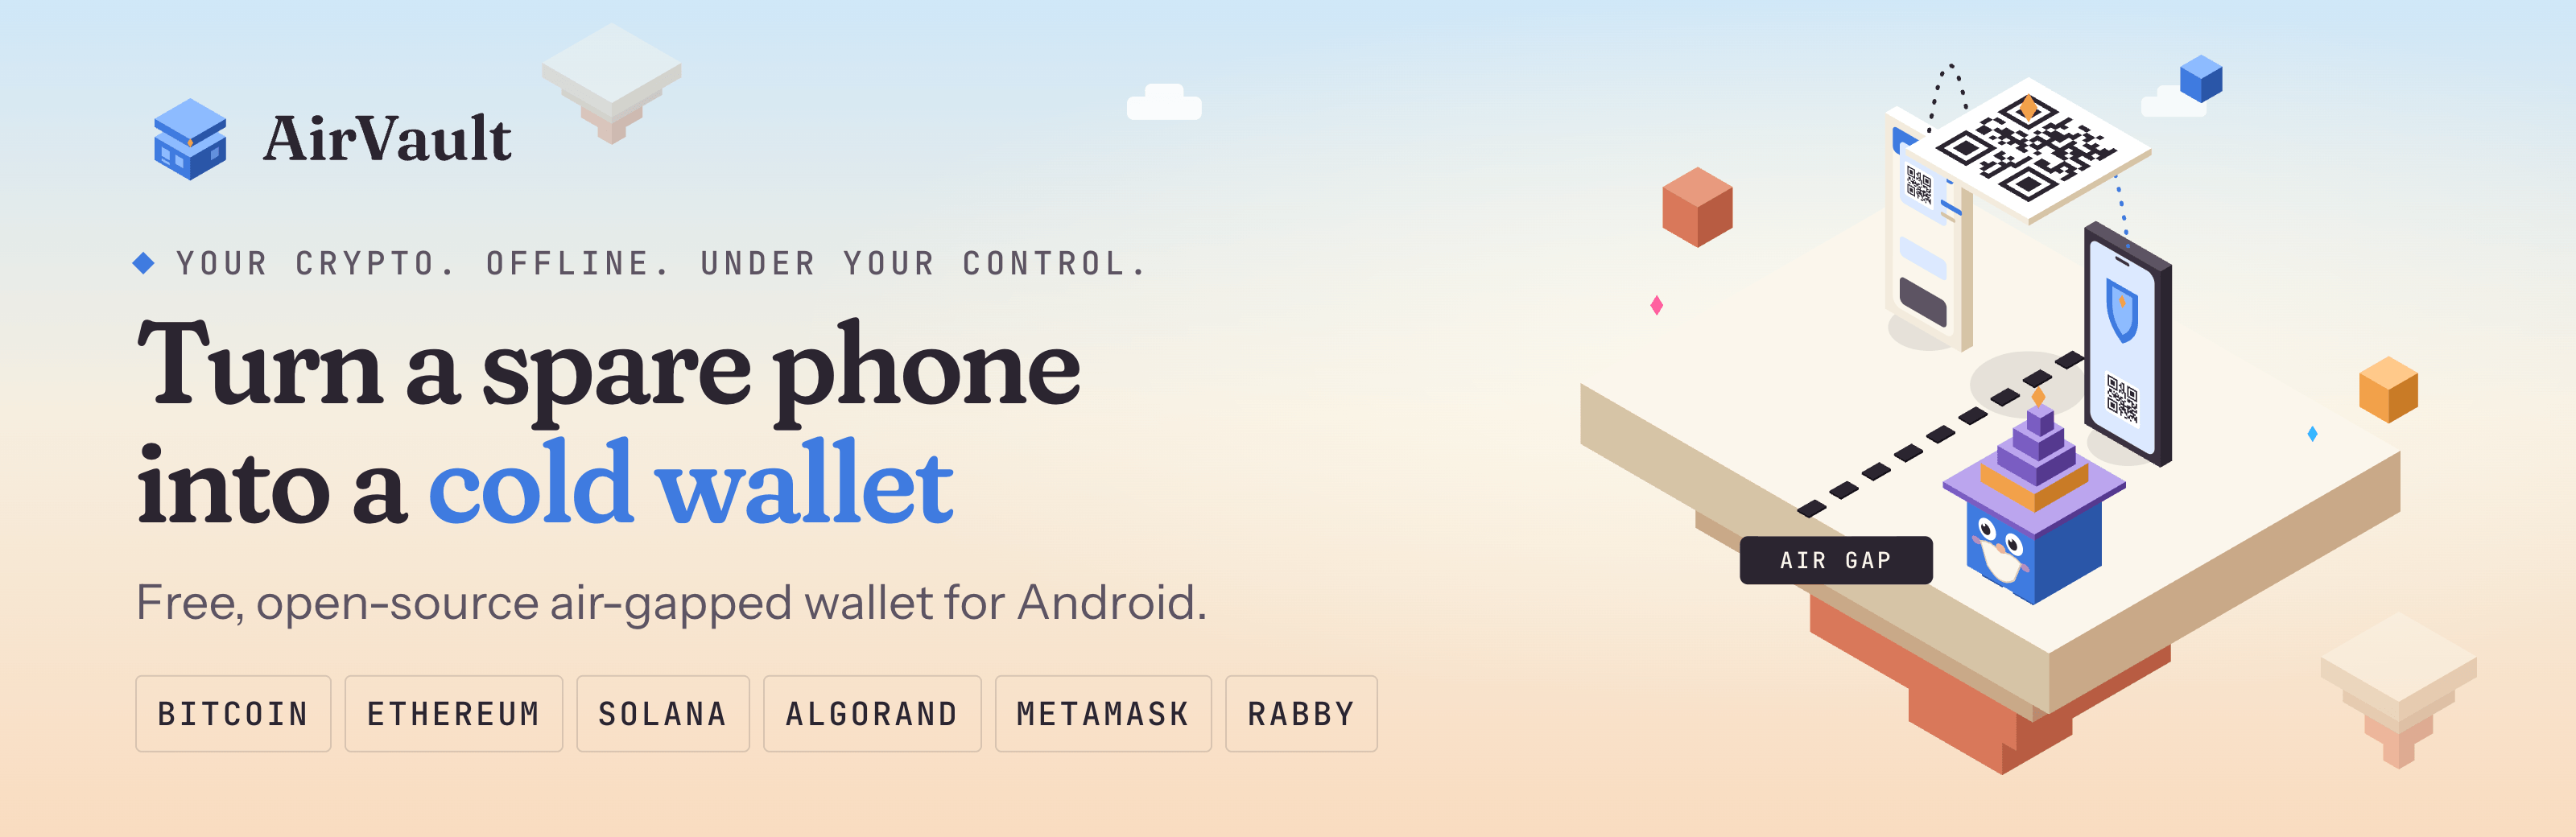 AirVault
YOUR CRYPTO. OFFLINE. UNDER YOUR CONTROL.
Turn a spare phone
into a cold wallet
Free, open-source air-gapped wallet for Android.
BITCOIN ETHEREUM SOLANA ALGORAND METAMASK RABBY
AIR GAP